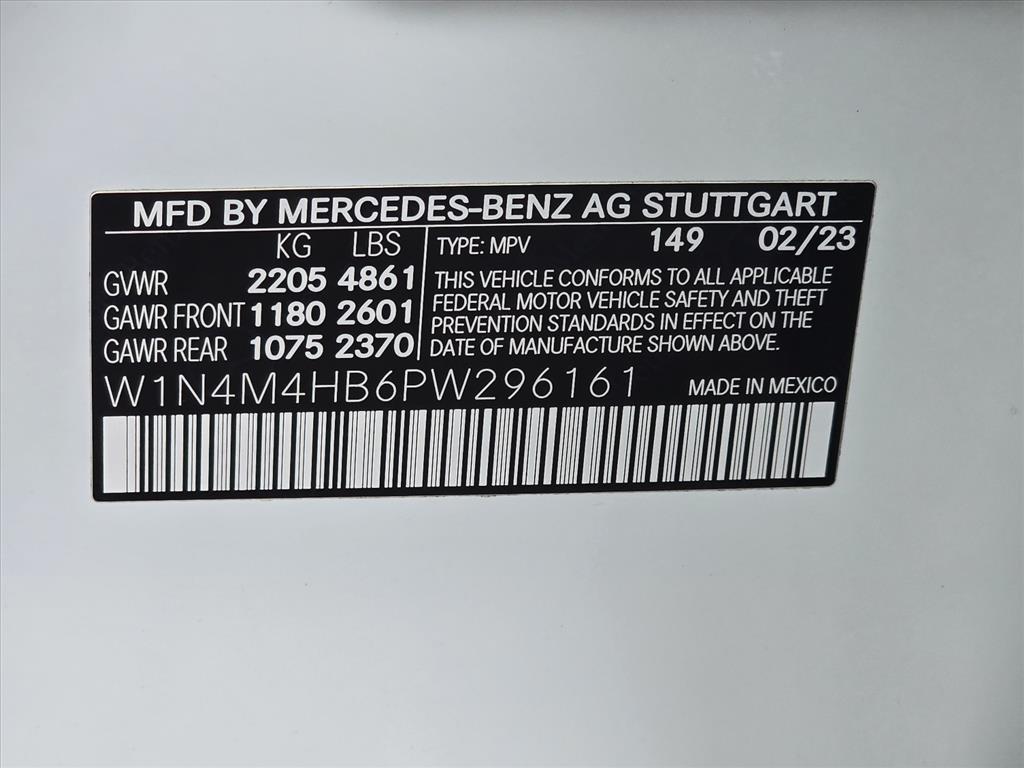 MFD BY MERCEDES-BENZ AG STUTTGART
KG LBS
GVWR 2205 4861
GAWR FRONT 1180 2601
GAWR REAR 1075 2370
TYPE: MPV 149 02/23
THIS VEHICLE CONFORMS TO ALL APPLICABLE
FEDERAL MOTOR VEHICLE SAFETY AND THEFT
PREVENTION STANDARDS IN EFFECT ON THE
DATE OF MANUFACTURE SHOWN ABOVE.
W1N4M4HB6PW296161 MADE IN MEXICO